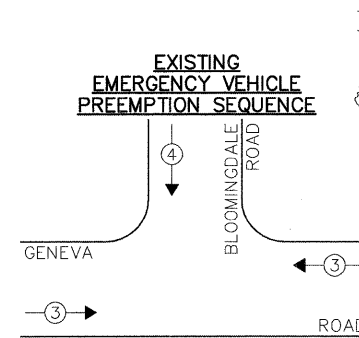 EXISTING
EMERGENCY VEHICLE
PREEMPTION SEQUENCE
4
BLOOMINGDALE
ROAD
GENEVA
3
3
ROAD